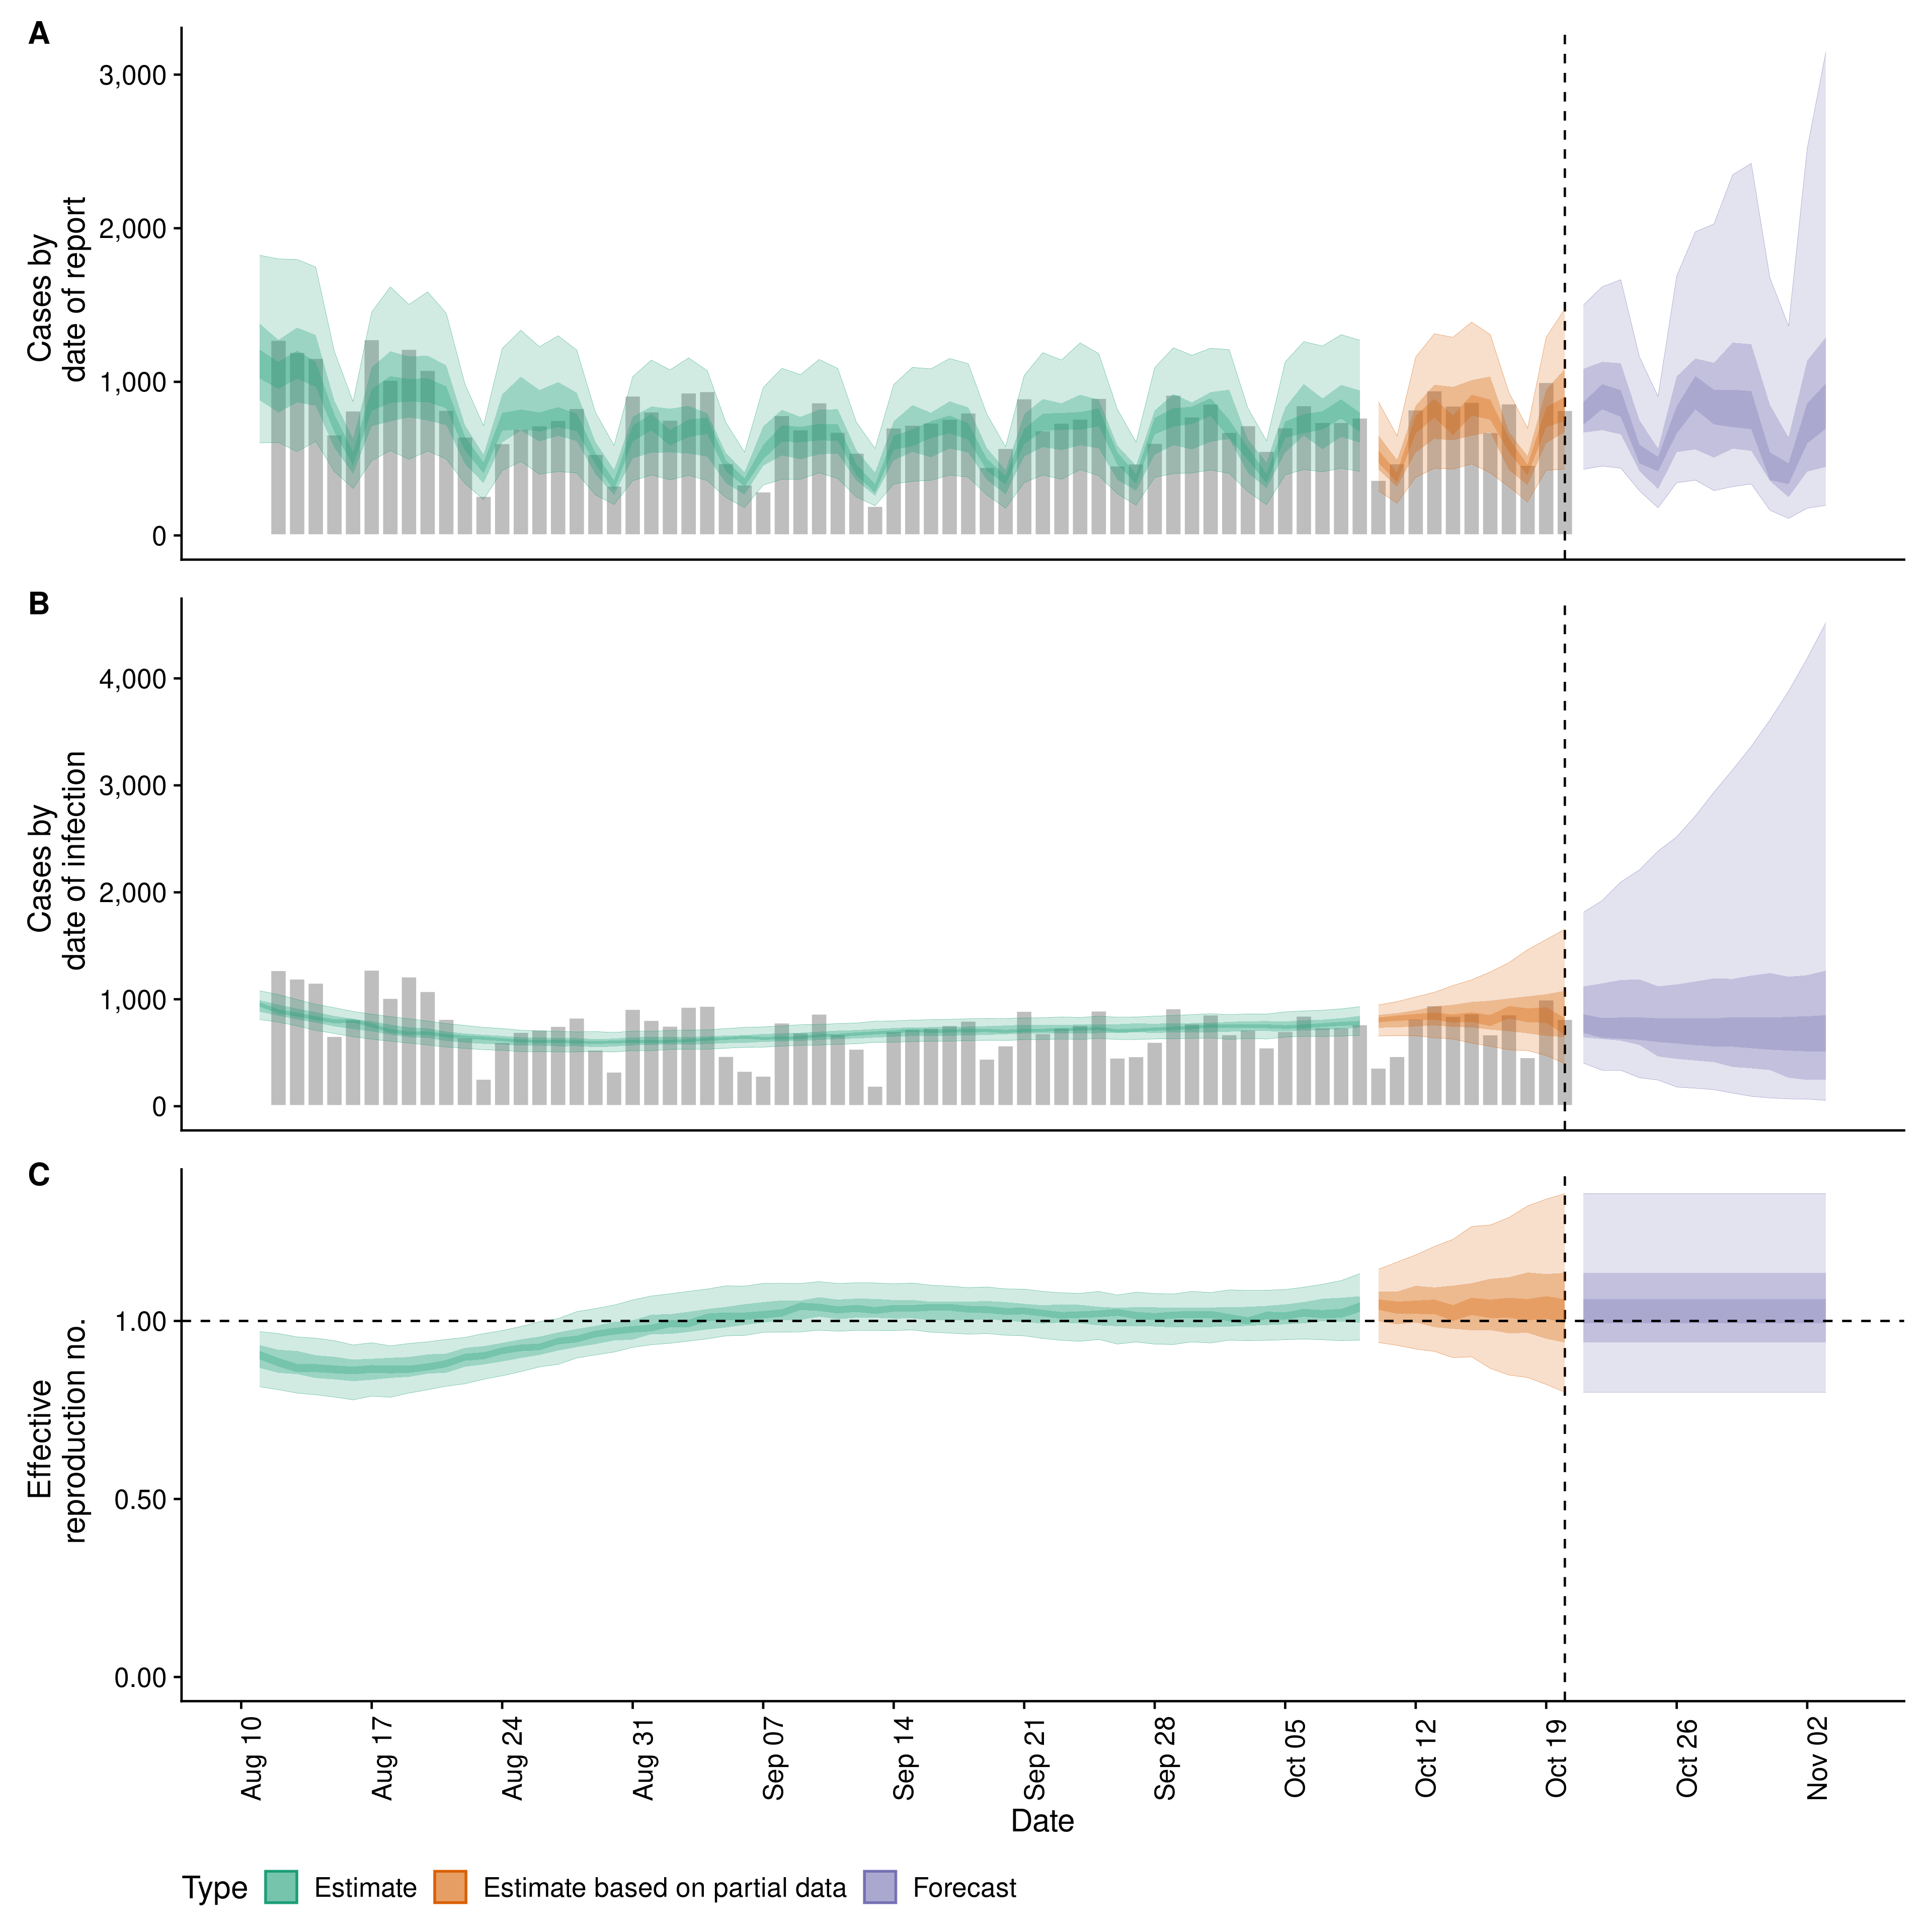 A
Cases by
date of report
3,000
2,000
1,000
0
B
Cases by
date of infection
4,000
3,000
2,000
1,000
0
C
Effective
reproduction no.
1.00
0.50
0.00
Aug 10
Aug 17
Aug 24
Aug 31
Sep 07
Sep 14
Sep 21
Sep 28
Oct 05
Oct 12
Oct 19
Oct 26
Nov 02
Date
Type Estimate Estimate based on partial data Forecast